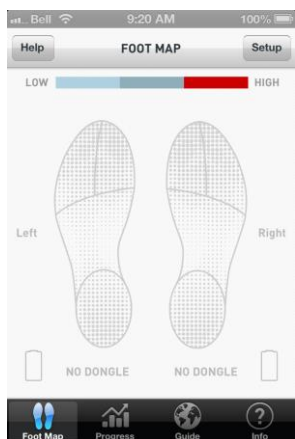 Bell 9:20 AM 100%
Help FOOT MAP Setup
LOW HIGH
Left Right
NO DONGLE NO DONGLE
Foot Map Progress Guide Info